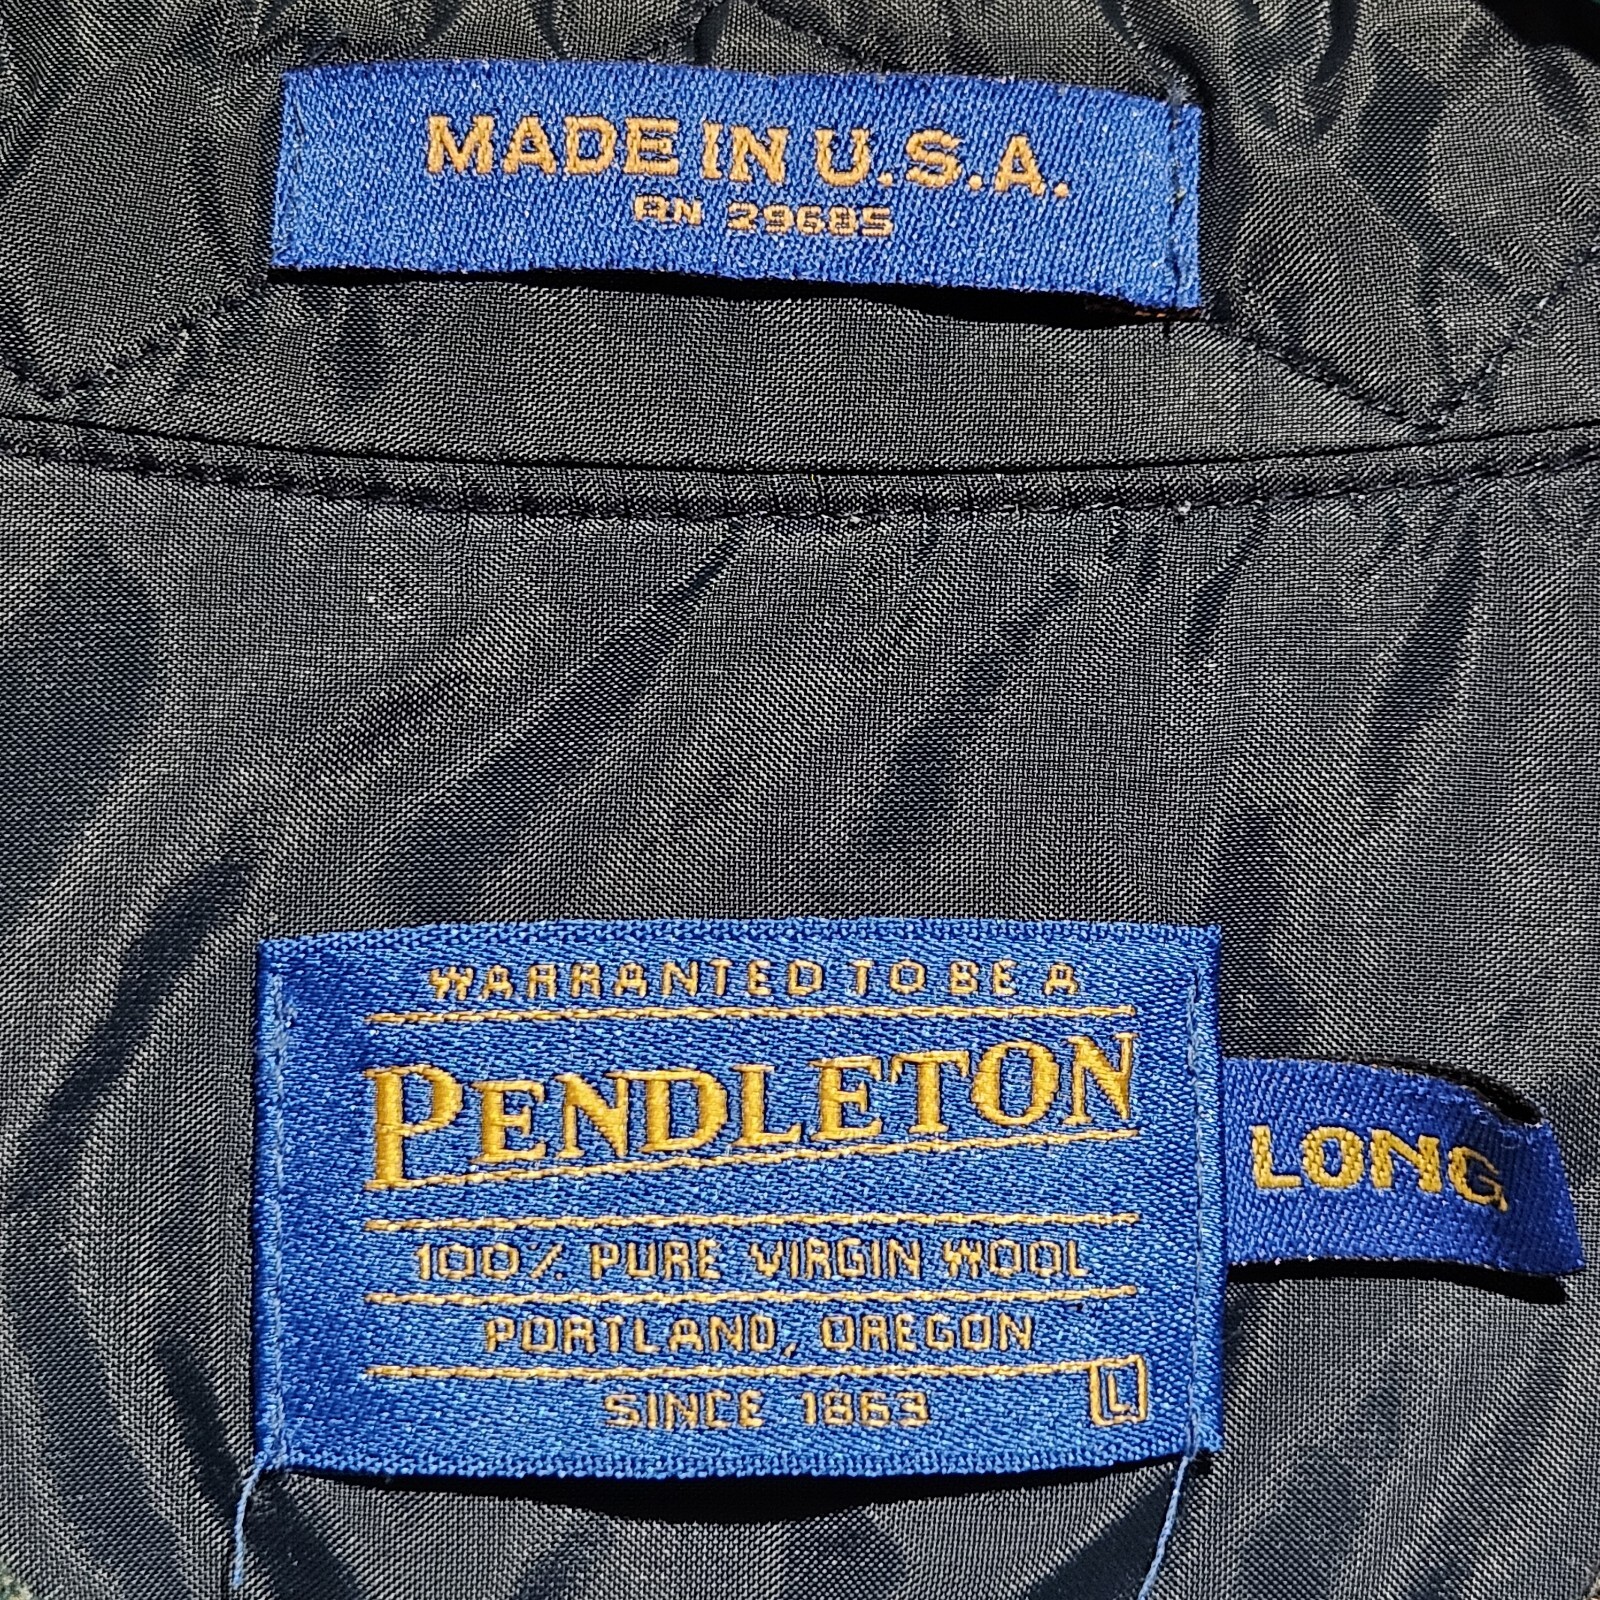 MADE IN U.S.A.
RN 29685
WARRANTED TO BE A
PENDLETON
LONG
100% PURE VIRGIN WOOL
PORTLAND, OREGON
SINCE 1863
L